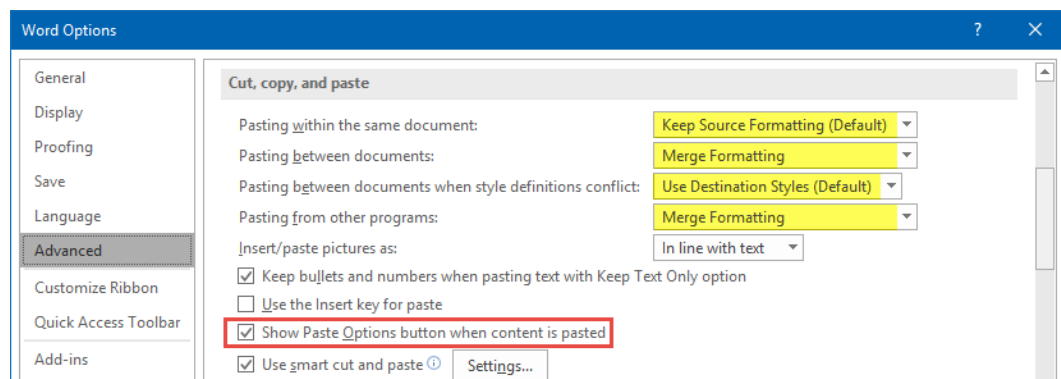 Word Options
?
General
Display
Proofing
Save
Language
Advanced
Customize Ribbon
Quick Access Toolbar
Add-ins
Cut, copy, and paste
Pasting within the same document: Keep Source Formatting (Default)
Pasting between documents: Merge Formatting
Pasting between documents when style definitions conflict: Use Destination Styles (Default)
Pasting from other programs: Merge Formatting
Insert/paste pictures as: In line with text
Keep bullets and numbers when pasting text with Keep Text Only option
Use the Insert key for paste
Show Paste Options button when content is pasted
Use smart cut and paste Settings...